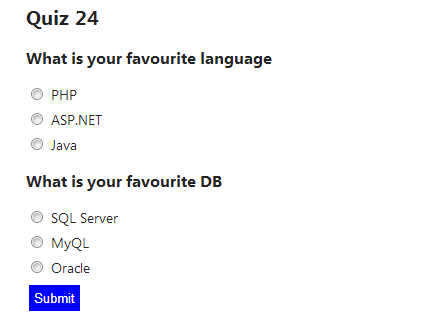 Quiz 24
What is your favourite language
PHP
ASP.NET
Java
What is your favourite DB
SQL Server
MyQL
Oracle
Submit